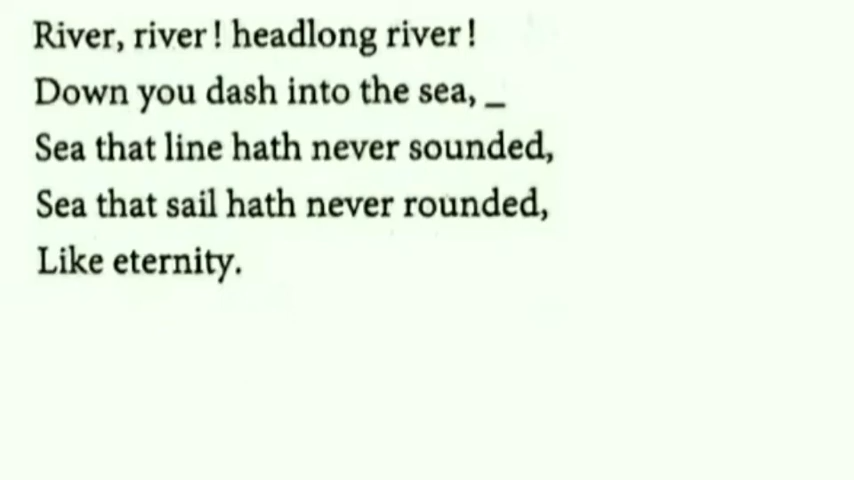 River, river! headlong river!
Down you dash into the sea, _
Sea that line hath never sounded,
Sea that sail hath never rounded,
Like eternity.